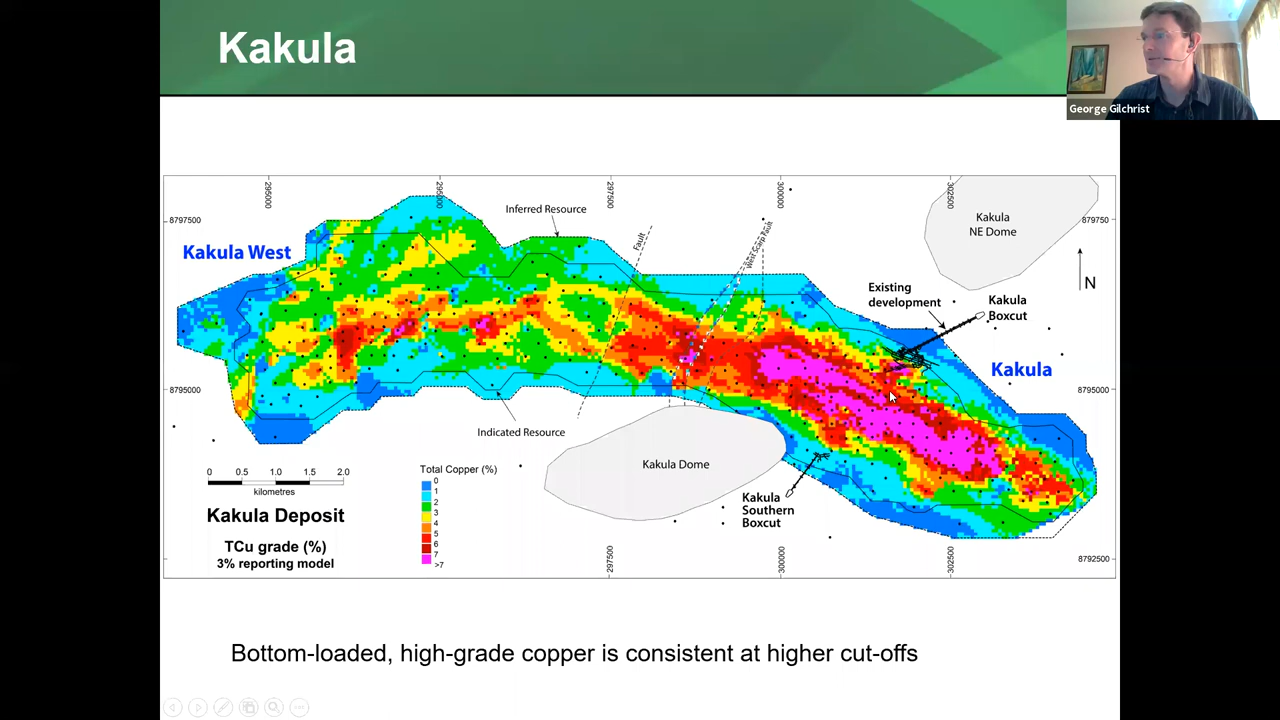 Kakula
George Gilchrist
295000
297500
300000
302500
8797500
879750
Inferred Resource
Fault
West Scarp Fault
Kakula
NE Dome
Kakula West
N
Existing
development
Kakula
Boxcut
Kakula
8795000
8795000
Indicated Resource
Kakula Dome
0 0.5 1.0 1.5 2.0
kilometres
Total Copper (%)
0
1
2
3
4
5
6
7
>7
Kakula
Southern
Boxcut
Kakula Deposit
TCu grade (%)
3% reporting model
297500
300000
302500
8792500
Bottom-loaded, high-grade copper is consistent at higher cut-offs